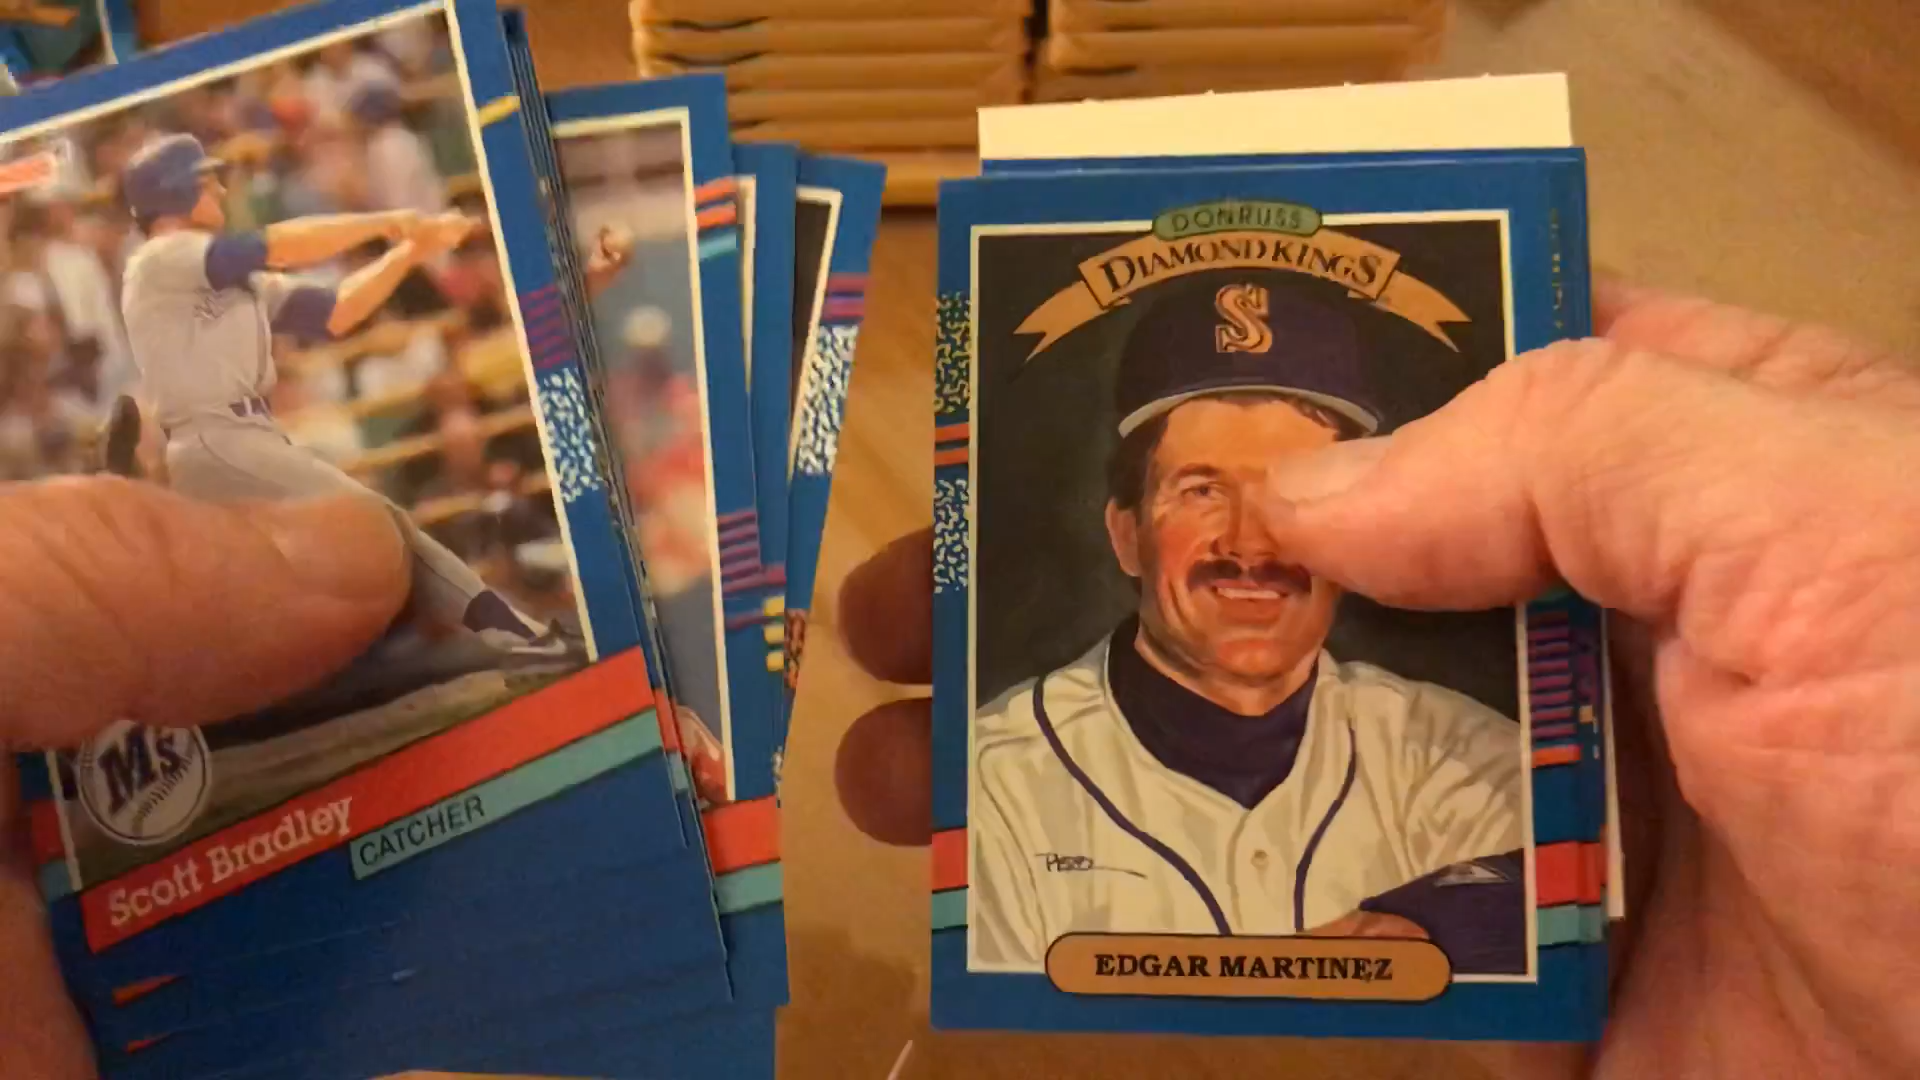 M's
Scott Bradley
CATCHER
DONRUSS
DIAMOND KINGS
S
EDGAR MARTINEZ